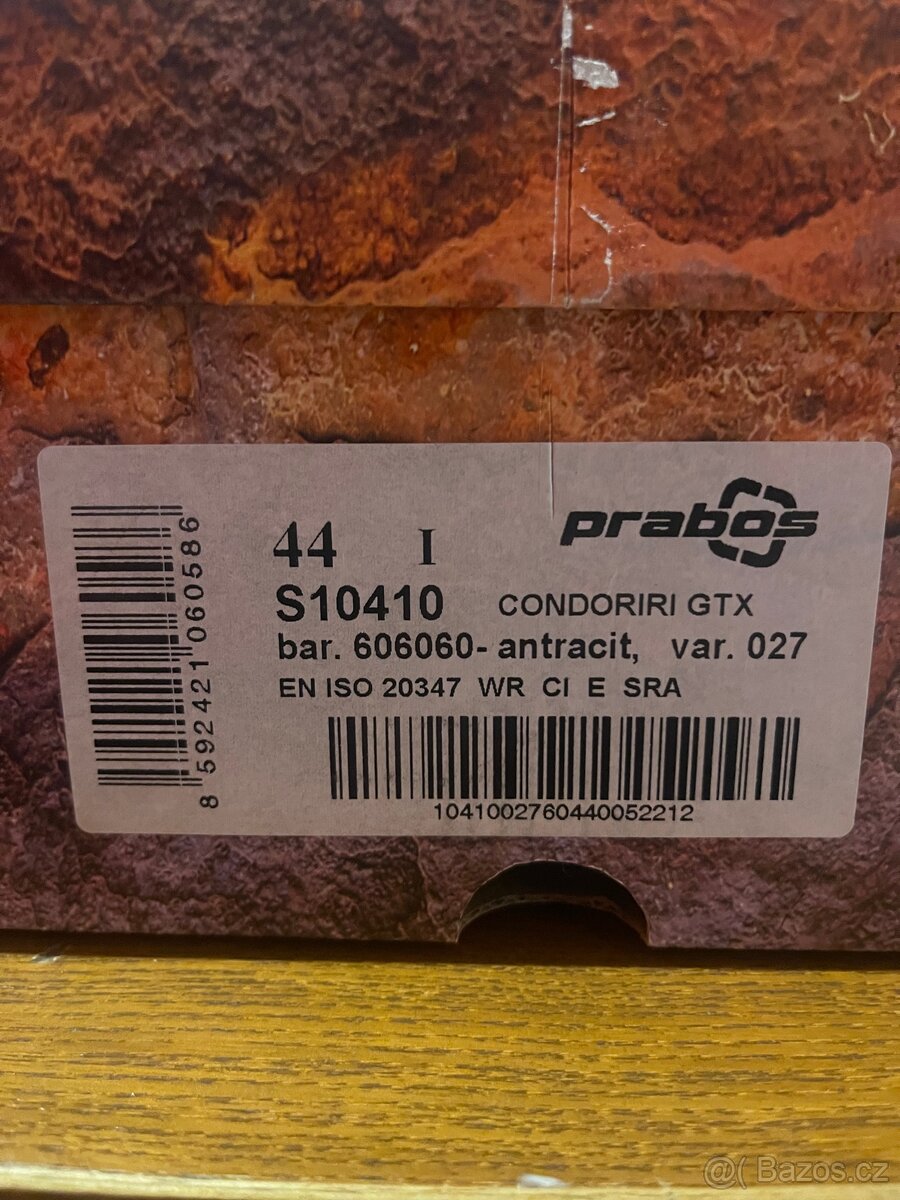 prabos
44 I
S10410 CONDORIRI GTX
bar. 606060- antracit, var. 027
EN ISO 20347 WR CI E SRA
1041002760440052212
8 592421 060586
@( Bazos.cz